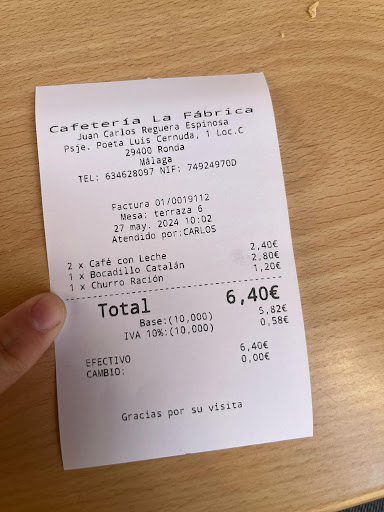 Cafetería La Fábrica
Juan Carlos Reguera Espinosa
Psje. Poeta Luis Cernuda, 1 Loc.C
29400 Ronda
Málaga
TEL: 634628097 NIF: 74924970D
Factura 01/0019112
Mesa: terraza 6
27 may. 2024 10:02
Atendido por:CARLOS
2 x Café con Leche 2,40€
1 x Bocadillo Catalán 2,80€
1 x Churro Ración 1,20€
Total 6,40€
Base:(10,000) 5,82€
IVA 10%:(10,000) 0,58€
EFECTIVO 6,40€
CAMBIO: 0,00€
Gracias por su visita